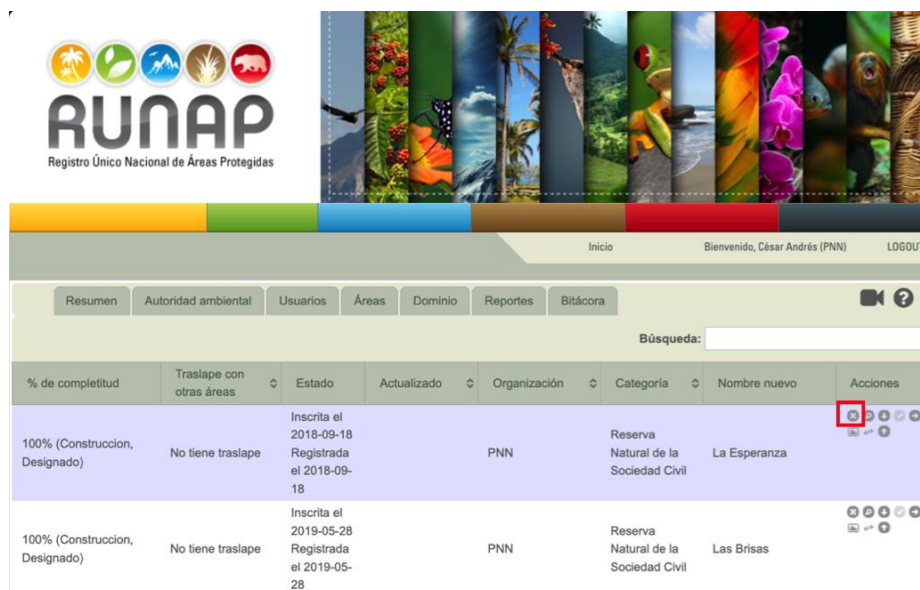 RUNAP
Registro Único Nacional de Áreas Protegidas
Inicio Bienvenido, César Andrés (PNN)
Resumen Autoridad ambiental Usuarios Áreas Dominio Reportes Bitácora
Búsqueda:
% de completitud Traslape con otras áreas Estado Actualizado Organización Categoría Nombre nuevo Acciones
100% (Construccion, Designado) No tiene traslape Inscrita el 2018-09-18 Registrada el 2018-09-18 PNN Reserva Natural de la Sociedad Civil La Esperanza
100% (Construccion, Designado) No tiene traslape Inscrita el 2019-05-28 Registrada el 2019-05-28 PNN Reserva Natural de la Sociedad Civil Las Brisas